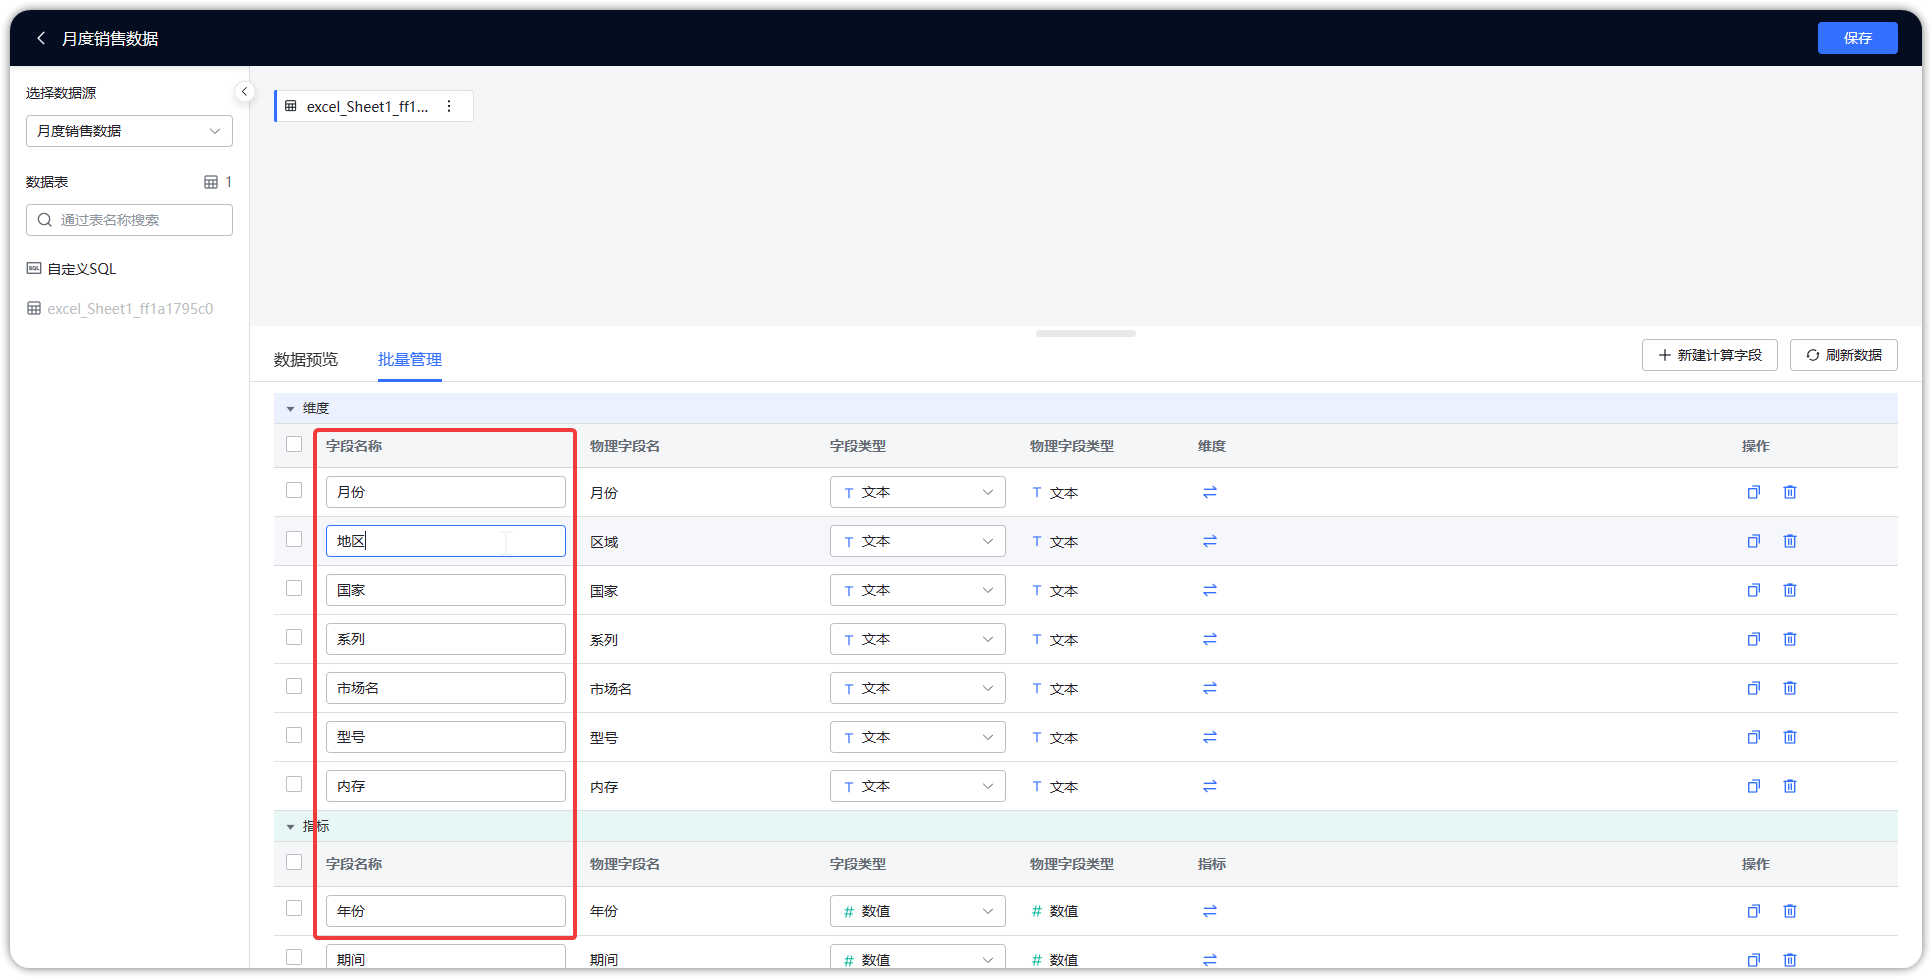 月度销售数据
保存
选择数据源
月度销售数据
数据表 1
通过表名称搜索
自定义SQL
excel_Sheet1_ff1a1795c0
excel_Sheet1_ff1...
数据预览 批量管理 新建计算字段 刷新数据
维度
字段名称 物理字段名 字段类型 物理字段类型 维度 操作
月份 月份 T 文本 T 文本
地区 区域 T 文本 T 文本
国家 国家 T 文本 T 文本
系列 系列 T 文本 T 文本
市场名 市场名 T 文本 T 文本
型号 型号 T 文本 T 文本
内存 内存 T 文本 T 文本
指标
字段名称 物理字段名 字段类型 物理字段类型 指标 操作
年份 年份 # 数值 # 数值
期间 期间 # 数值 # 数值